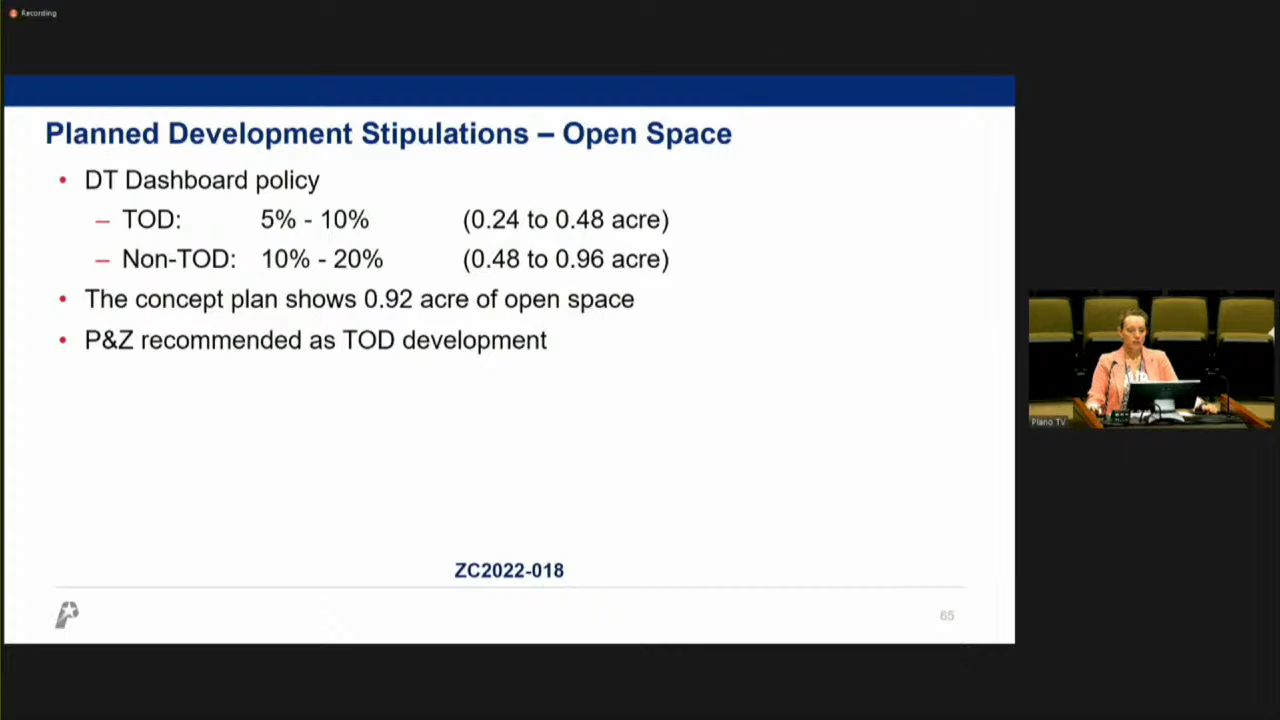 Recording
Planned Development Stipulations – Open Space
• DT Dashboard policy
– TOD: 5% - 10% (0.24 to 0.48 acre)
– Non-TOD: 10% - 20% (0.48 to 0.96 acre)
• The concept plan shows 0.92 acre of open space
• P&Z recommended as TOD development
Plano TV
ZC2022-018
65